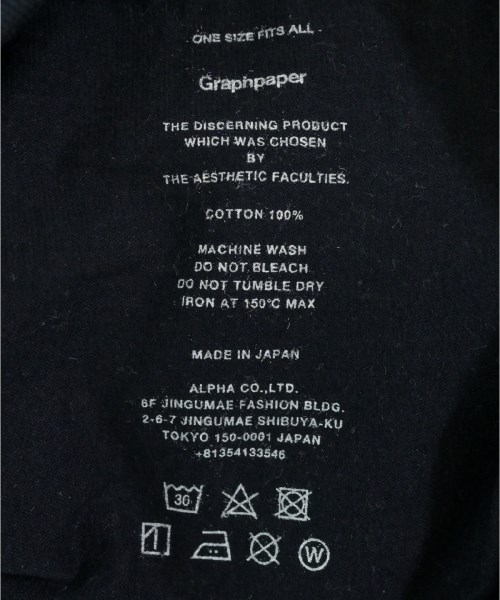 ONE SIZE FITS ALL
Graphpaper
THE DISCERNING PRODUCT
WHICH WAS CHOSEN
BY
THE AESTHETIC FACULTIES.
COTTON 100%
MACHINE WASH
DO NOT BLEACH
DO NOT TUMBLE DRY
IRON AT 150°C MAX
MADE IN JAPAN
ALPHA CO.,LTD.
6F JINGUMAE FASHION BLDG.
2-6-7 JINGUMAE SHIBUYA-KU
TOKYO 150-0001 JAPAN
+81354133546
30
W